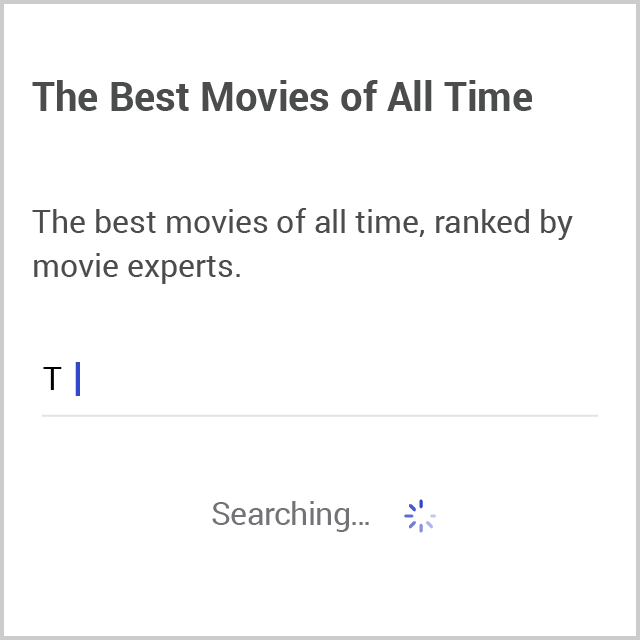 The Best Movies of All Time
The best movies of all time, ranked by
movie experts.
T
Searching...